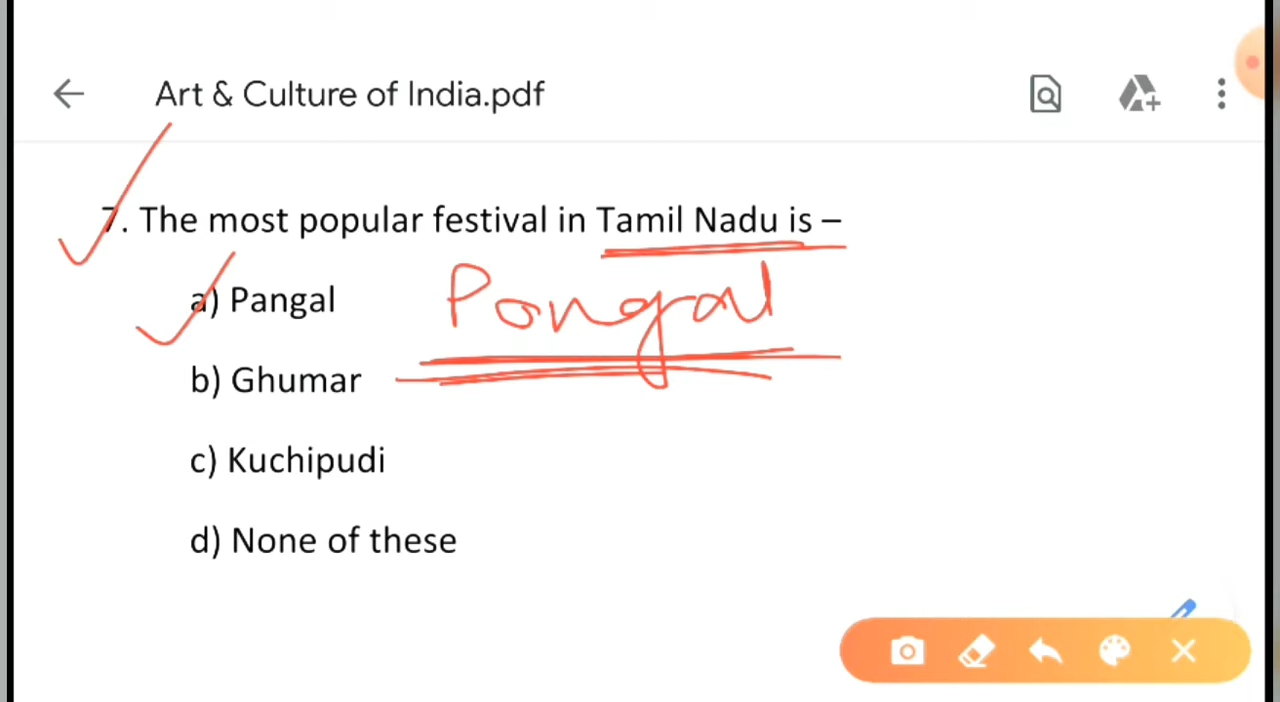 Art & Culture of India.pdf
7. The most popular festival in Tamil Nadu is –
a) Pangal
Pongal
b) Ghumar
c) Kuchipudi
d) None of these